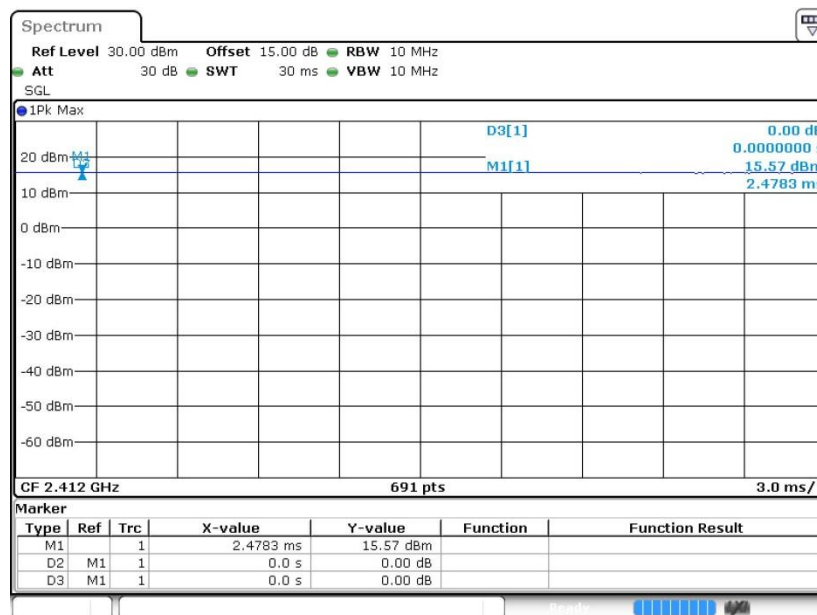 Spectrum
Ref Level 30.00 dBm Offset 15.00 dB RBW 10 MHz
Att 30 dB SWT 30 ms VBW 10 MHz
SGL
1Pk Max
D3[1] 0.00 dB
0.0000000 s
M1[1] 15.57 dBm
2.4783 ms
M1
D3
20 dBm
10 dBm
0 dBm
-10 dBm
-20 dBm
-30 dBm
-40 dBm
-50 dBm
-60 dBm
CF 2.412 GHz 691 pts 3.0 ms/
Marker
Type Ref Trc X-value Y-value Function Function Result
M1 1 2.4783 ms 15.57 dBm
D2 M1 1 0.0 s 0.00 dB
D3 M1 1 0.0 s 0.00 dB
Ready